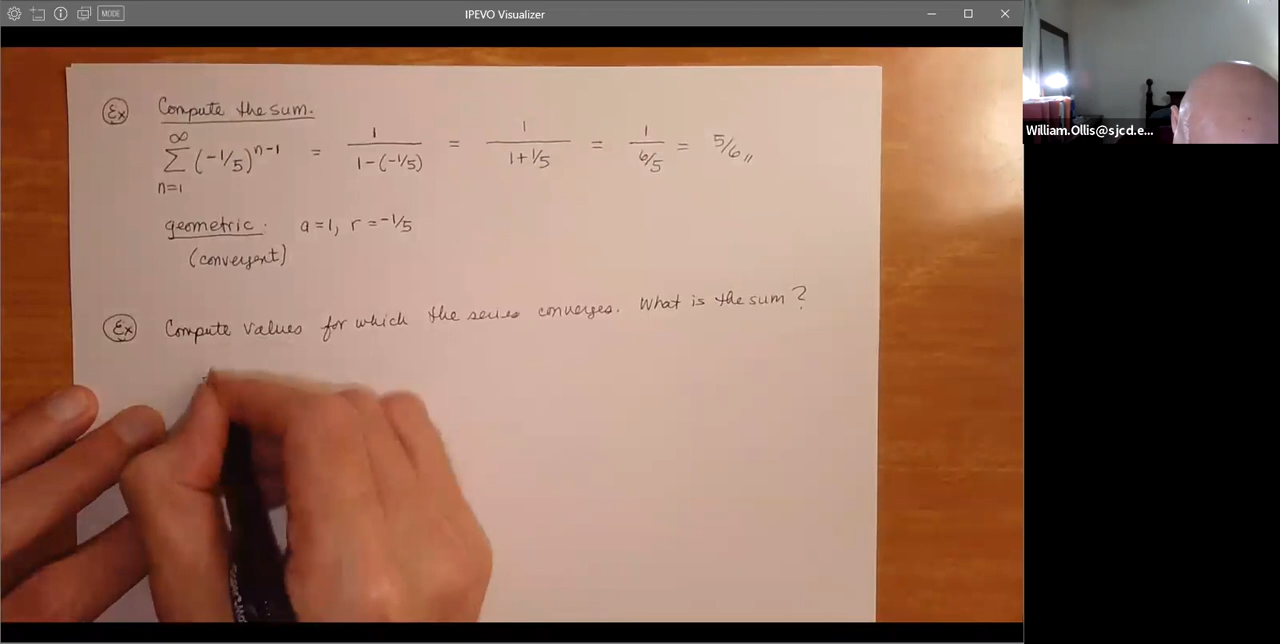 MODE
IPEVO Visualizer
William.Ollis@sjcd.e...
Ex Compute the sum.
∞
∑ (-1/5)^{n-1} = 1/(1-(-1/5)) = 1/(1+1/5) = 1/(6/5) = 5/6 //
n=1
geometric: a=1, r=-1/5
(convergent)
Ex Compute values for which the series converges. What is the sum?